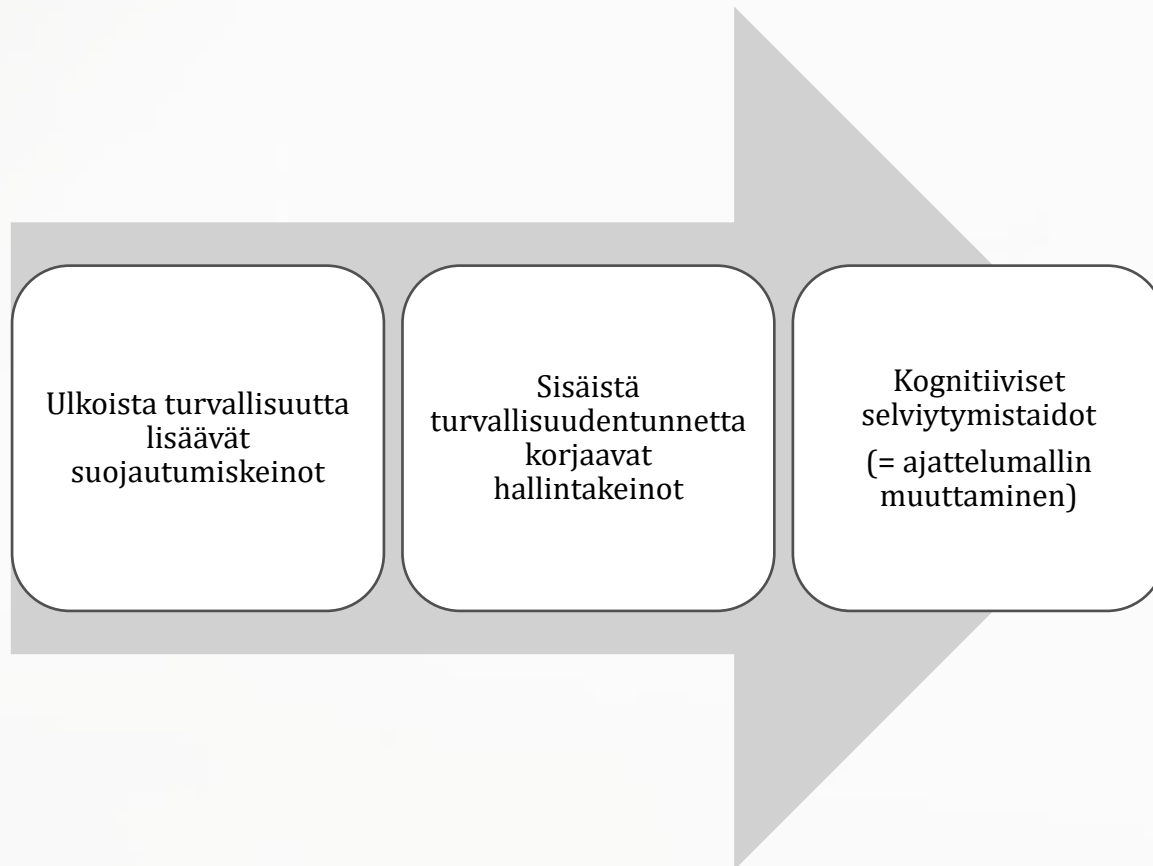 Ulkoista turvallisuutta
lisäävät
suojautumiskeinot
Sisäistä
turvallisuudentunnetta
korjaavat
hallintakeinot
Kognitiiviset
selviytymistaidot
(= ajattelumallin
muuttaminen)